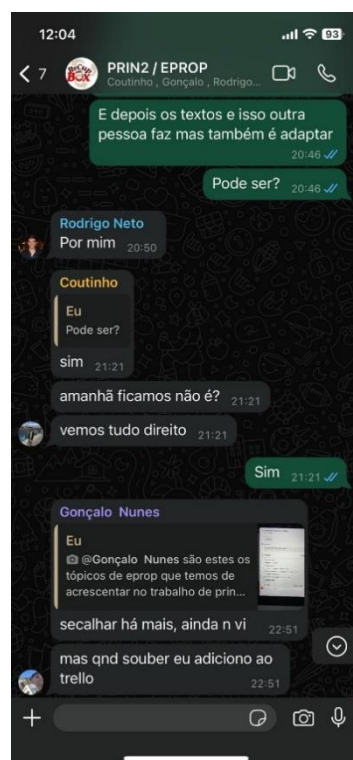 12:04
93
7
PRIN2 / EPROP
Coutinho , Gonçalo , Rodrigo...
E depois os textos e isso outra
pessoa faz mas também é adaptar
20:46
Pode ser? 20:46
Rodrigo Neto
Por mim 20:50
Coutinho
Eu
Pode ser?
sim 21:21
amanhã ficamos não é? 21:21
vemos tudo direito 21:21
Sim 21:21
Gonçalo Nunes
Eu
@Gonçalo Nunes são estes os
tópicos de eprop que temos de
acrescentar no trabalho de prin...
secalhar há mais, ainda n vi
22:51
mas qnd souber eu adiciono ao
trello
22:51